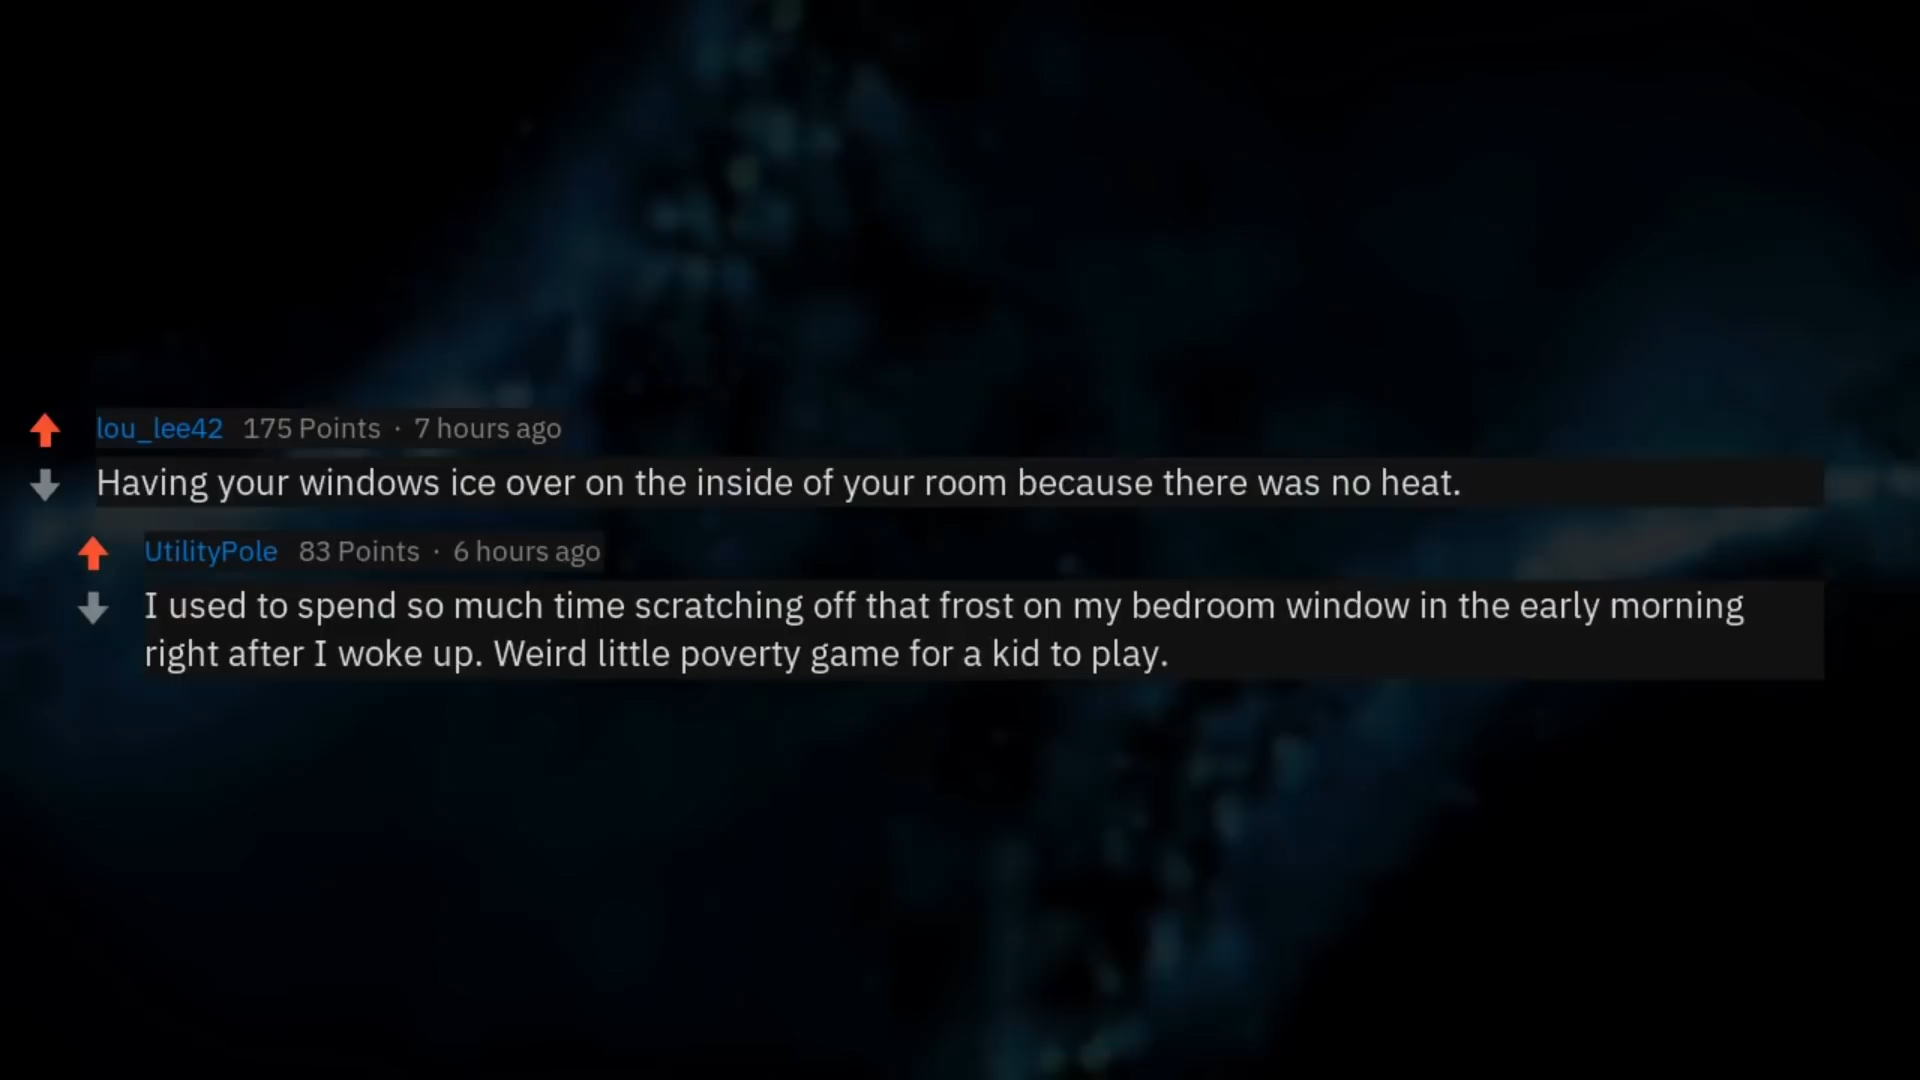 lou_lee42 175 Points · 7 hours ago
Having your windows ice over on the inside of your room because there was no heat.
UtilityPole 83 Points · 6 hours ago
I used to spend so much time scratching off that frost on my bedroom window in the early morning
right after I woke up. Weird little poverty game for a kid to play.